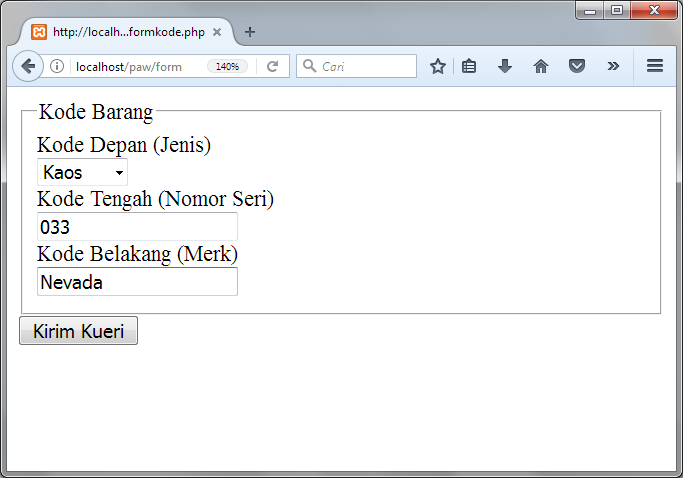 http://localh...formkode.php
localhost/paw/form
140%
Cari
Kode Barang
Kode Depan (Jenis)
Kaos
Kode Tengah (Nomor Seri)
033
Kode Belakang (Merk)
Nevada
Kirim Kueri